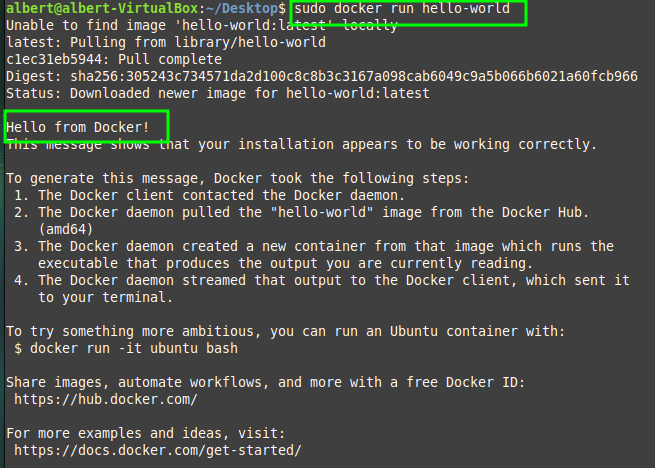 albert@albert-VirtualBox:~/Desktop$ sudo docker run hello-world
Unable to find image 'hello-world:latest' locally
latest: Pulling from library/hello-world
c1ec31eb5944: Pull complete
Digest: sha256:305243c734571da2d100c8c8b3c3167a098cab6049c9a5b066b6021a60fcb966
Status: Downloaded newer image for hello-world:latest
Hello from Docker!
This message shows that your installation appears to be working correctly.
To generate this message, Docker took the following steps:
1. The Docker client contacted the Docker daemon.
2. The Docker daemon pulled the "hello-world" image from the Docker Hub.
(amd64)
3. The Docker daemon created a new container from that image which runs the
executable that produces the output you are currently reading.
4. The Docker daemon streamed that output to the Docker client, which sent it
to your terminal.
To try something more ambitious, you can run an Ubuntu container with:
$ docker run -it ubuntu bash
Share images, automate workflows, and more with a free Docker ID:
https://hub.docker.com/
For more examples and ideas, visit:
https://docs.docker.com/get-started/